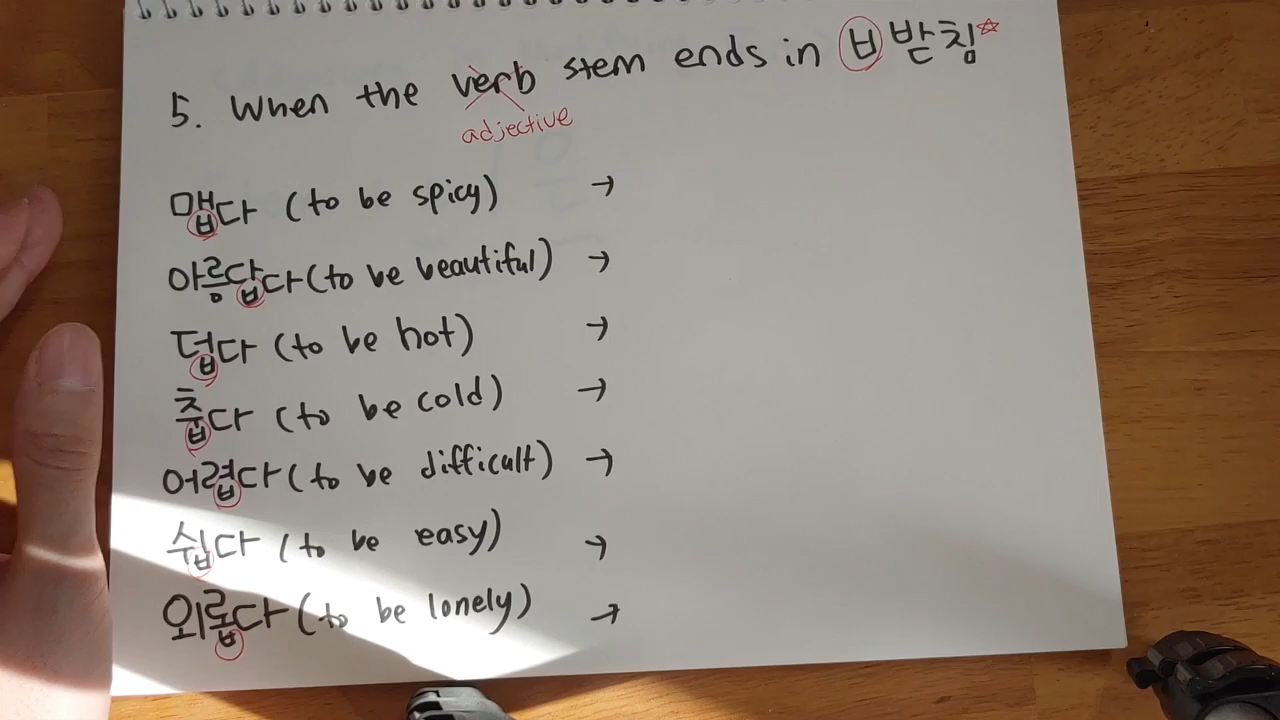 5. When the verb stem ends in ㅂ받침☆
adjective
맵다 (to be spicy) →
아름답다 (to be beautiful) →
덥다 (to be hot) →
춥다 (to be cold) →
어렵다 (to be difficult) →
쉽다 (to be easy) →
외롭다 (to be lonely) →